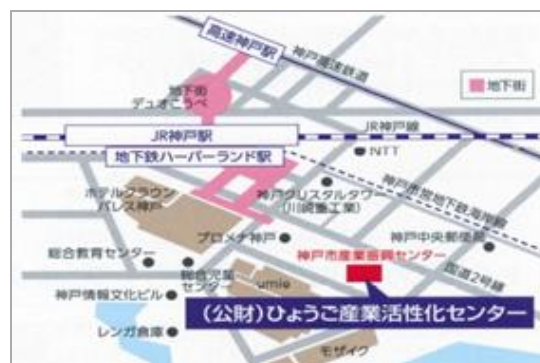 高速神戸駅
神戸高速鉄道
地下街
地下街
デュオこうべ
JR神戸駅
JR神戸線
地下鉄ハーバーランド駅
NTT
ホテルクラウン
パレス神戸
神戸クリスタルタワー
(川崎重工業)
神戸市営地下鉄海岸線
プロメナ神戸
神戸中央郵便局
総合教育センター
神戸市産業振興センター
総合児童
センター
umie
国道2号線
神戸情報文化ビル
(公財)ひょうご産業活性化センター
レンガ倉庫
モザイク